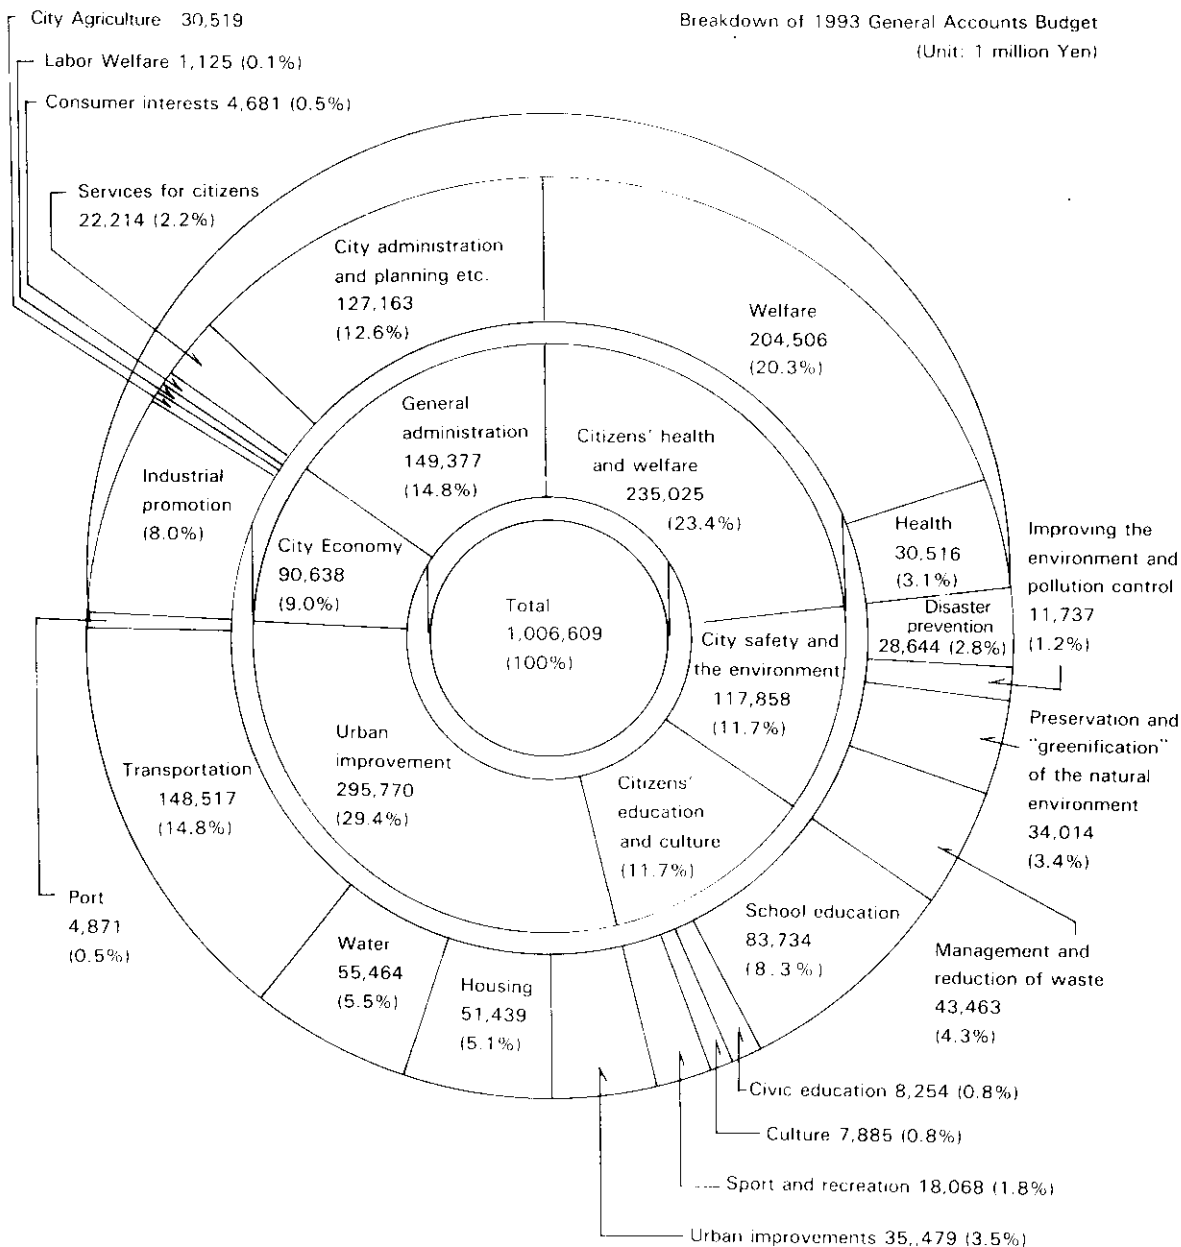 Breakdown of 1993 General Accounts Budget
(Unit: 1 million Yen)
City Agriculture 30,519
Labor Welfare 1,125 (0.1%)
Consumer interests 4,681 (0.5%)
Services for citizens
22,214 (2.2%)
City administration
and planning etc.
127,163
(12.6%)
Welfare
204,506
(20.3%)
General
administration
149,377
(14.8%)
Citizens' health
and welfare
235,025
(23.4%)
Industrial
promotion
(8.0%)
City Economy
90,638
(9.0%)
Total
1,006,609
(100%)
Health
30,516
(3.1%)
Improving the
environment and
pollution control
11,737
(1.2%)
Disaster
prevention
28,644 (2.8%)
City safety and
the environment
117,858
(11.7%)
Preservation and
"greenification"
of the natural
environment
34,014
(3.4%)
Urban
improvement
295,770
(29.4%)
Citizens'
education
and culture
(11.7%)
Transportation
148,517
(14.8%)
Port
4,871
(0.5%)
Water
55,464
(5.5%)
Housing
51,439
(5.1%)
School education
83,734
(8.3%)
Management and
reduction of waste
43,463
(4.3%)
Civic education 8,254 (0.8%)
Culture 7,885 (0.8%)
Sport and recreation 18,068 (1.8%)
Urban improvements 35,,479 (3.5%)